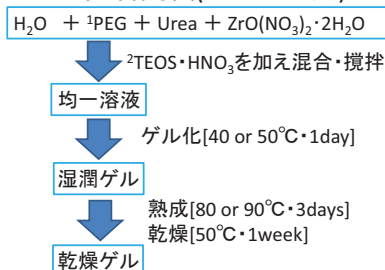 H₂O + ¹PEG + Urea + ZrO(NO₃)₂·2H₂O
²TEOS・HNO₃を加え混合・撹拌
均一溶液
ゲル化[40 or 50℃・1day]
湿潤ゲル
熟成[80 or 90℃・3days]
乾燥[50℃・1week]
乾燥ゲル